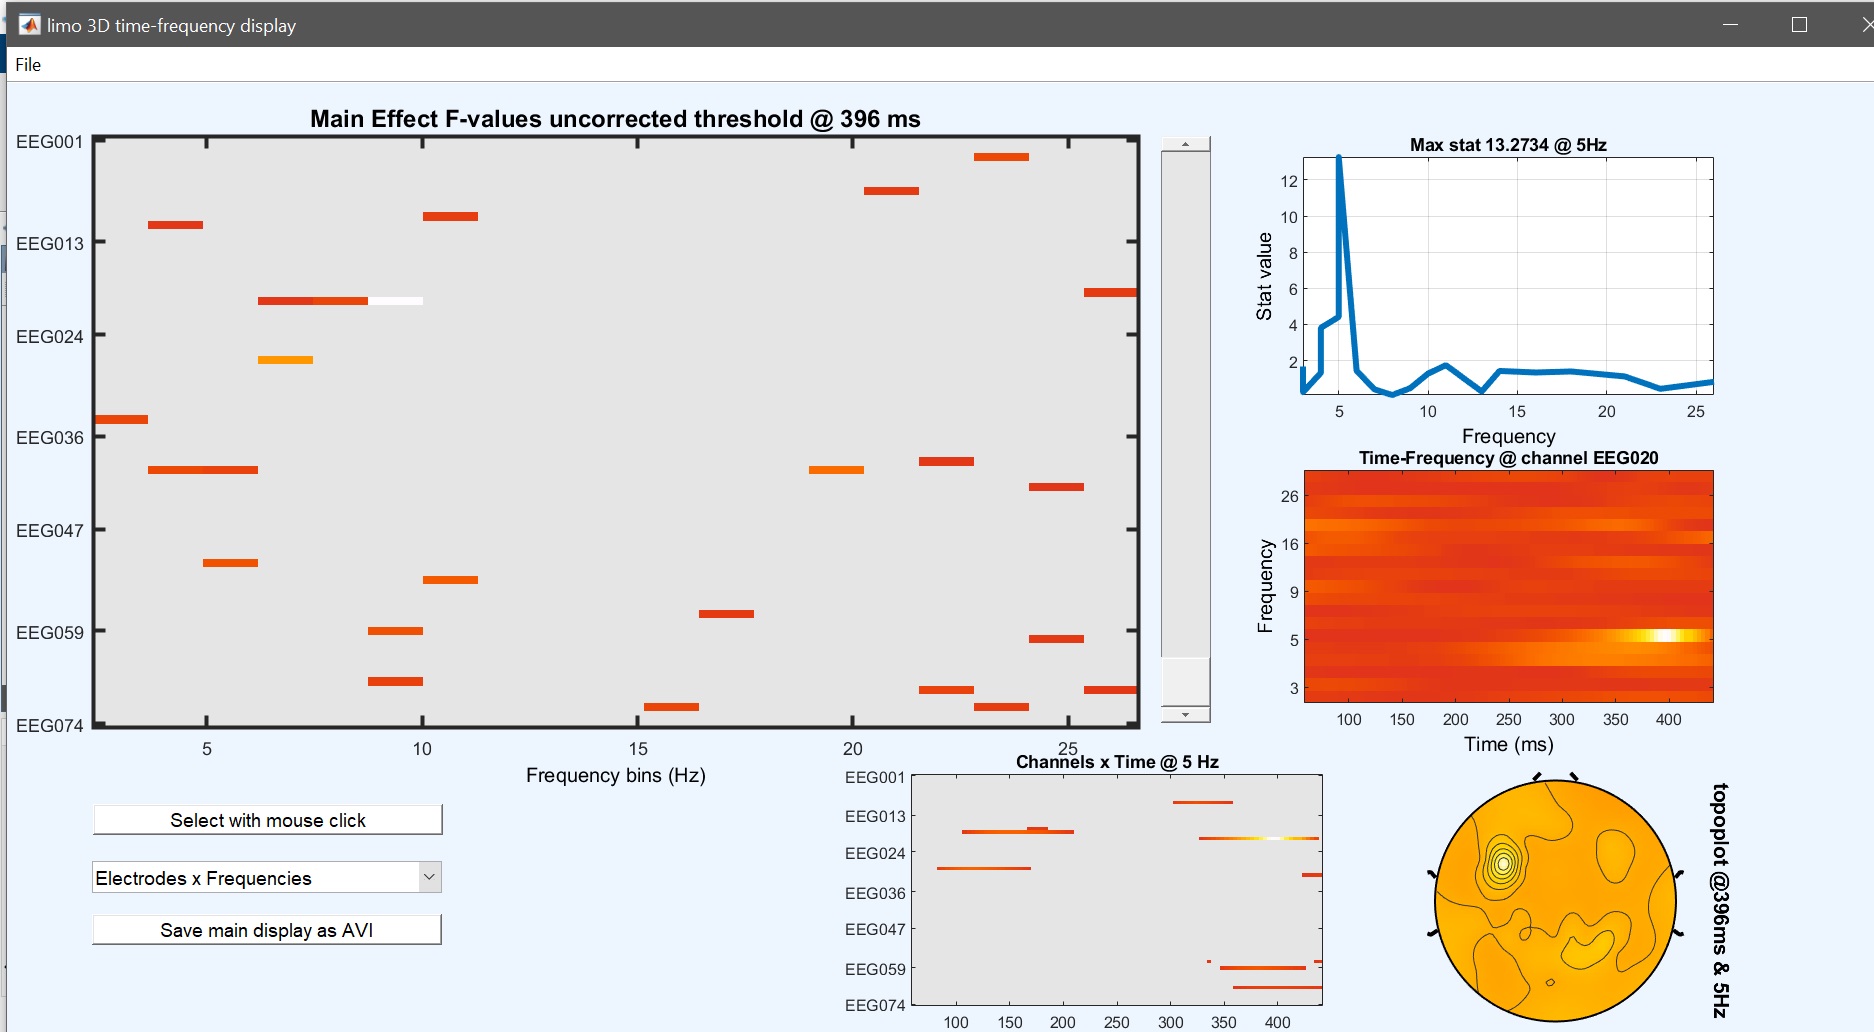 limo 3D time-frequency display
File
Main Effect F-values uncorrected threshold @ 396 ms
EEG001
EEG013
EEG024
EEG036
EEG047
EEG059
EEG074
5 10 15 20 25
Frequency bins (Hz)
Select with mouse click
Electrodes x Frequencies
Save main display as AVI
Max stat 13.2734 @ 5Hz
Stat value
12
10
8
6
4
2
5 10 15 20 25
Frequency
Time-Frequency @ channel EEG020
Frequency
26
16
9
5
3
100 150 200 250 300 350 400
Time (ms)
Channels x Time @ 5 Hz
EEG001
EEG013
EEG024
EEG036
EEG047
EEG059
EEG074
100 150 200 250 300 350 400
topoplot @396ms & 5Hz